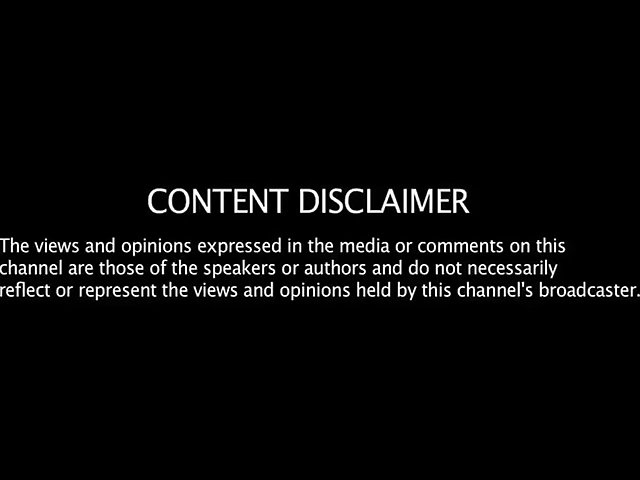 CONTENT DISCLAIMER
The views and opinions expressed in the media or comments on this
channel are those of the speakers or authors and do not necessarily
reflect or represent the views and opinions held by this channel's broadcaster.